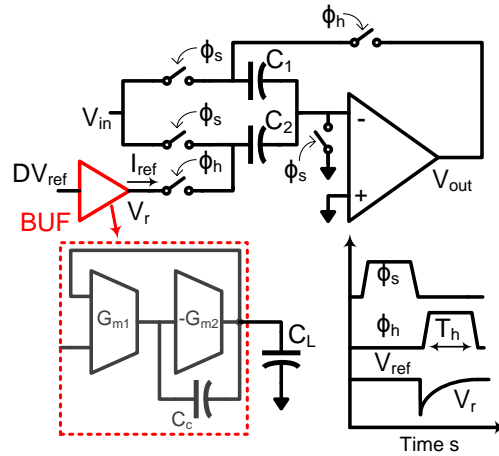 ϕh
ϕs
C1
Vin
ϕs
C2
ϕh
ϕs
-
+
Vout
DVref
Iref
Vr
BUF
Gm1
-Gm2
Cc
CL
ϕs
ϕh
Th
Vref
Vr
Time s